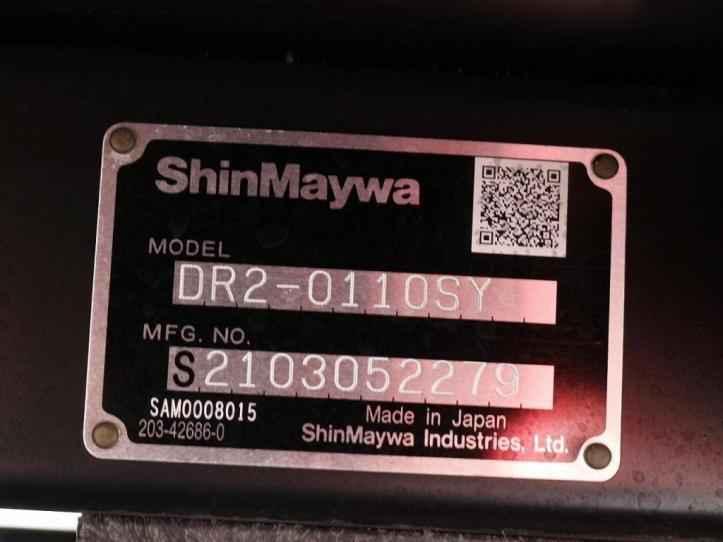 ShinMaywa
MODEL
DR2-0110SY
MFG. NO.
S2103052279
SAM0008015
203-42686-0
Made in Japan
ShinMaywa Industries, Ltd.